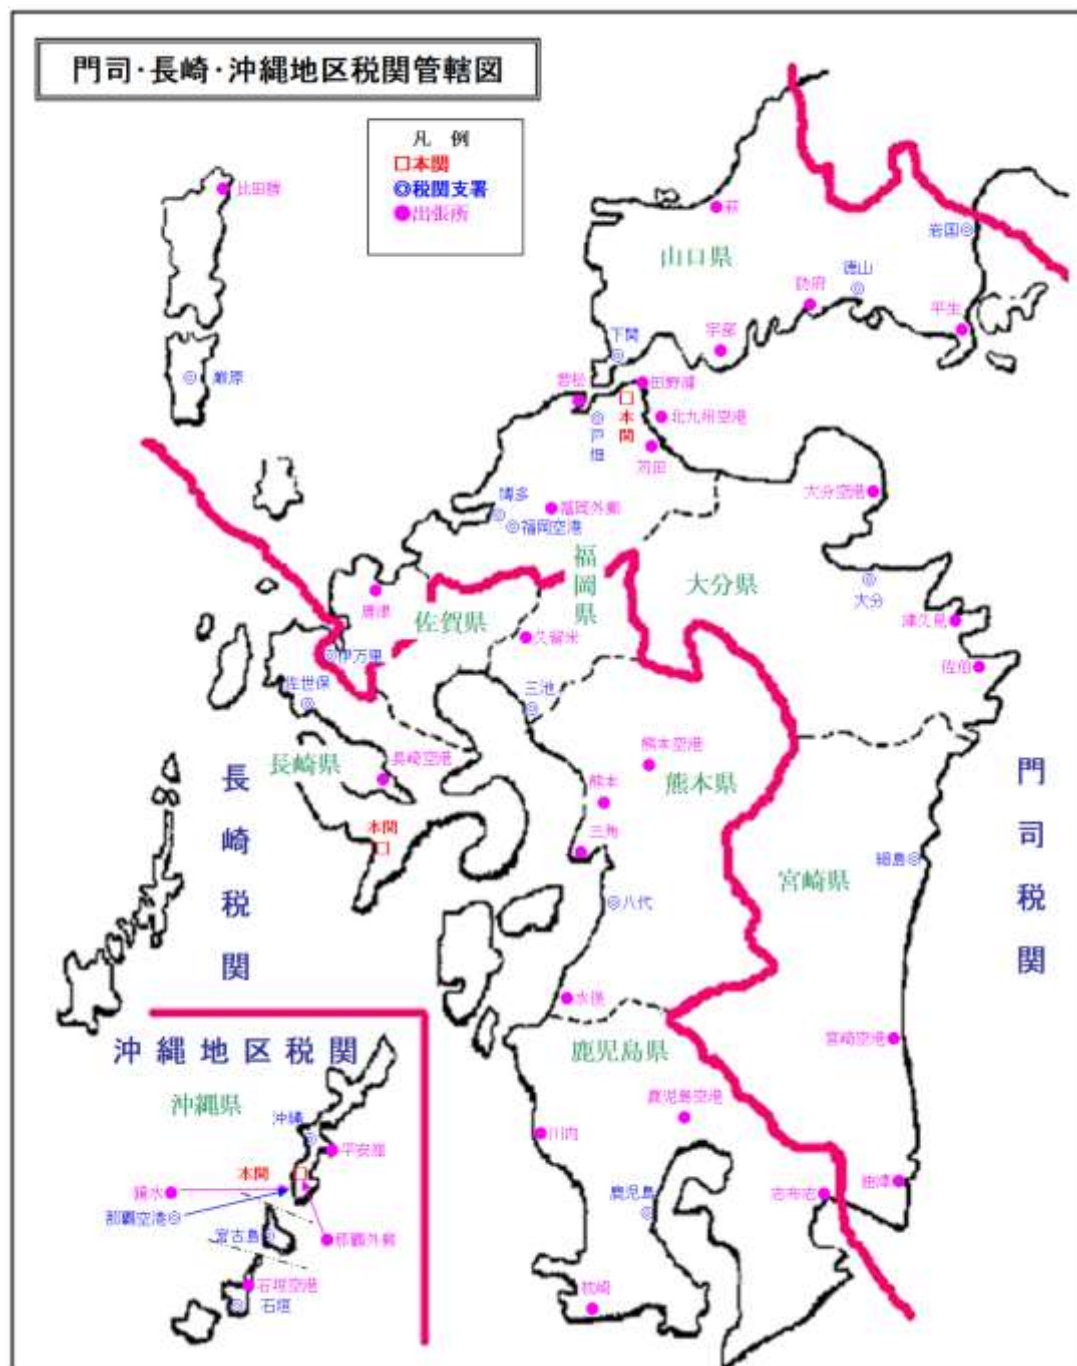 門司・長崎・沖縄地区税関管轄図
凡 例
口本関
◎税関支署
●出張所
比田勝
厳原
萩
山口県
岩国
徳山
防府
平生
宇部
下関
若松
田野浦
本関
戸畑
北九州空港
苅田
博多
福岡外郵
福岡空港
大分空港
福岡県
大分県
大分
津久見
佐伯
唐津
佐賀県
久留米
伊万里
佐世保
三池
長崎県
長崎空港
本関
長崎税関
熊本空港
熊本県
熊本
三角
八代
水俣
宮崎県
細島
門司税関
宮崎空港
油津
鹿児島県
鹿児島空港
川内
鹿児島
志布志
枕崎
沖縄地区税関
沖縄県
沖縄
平安座
本関
鏡水
那覇空港
宮古島
那覇外郵
石垣空港
石垣